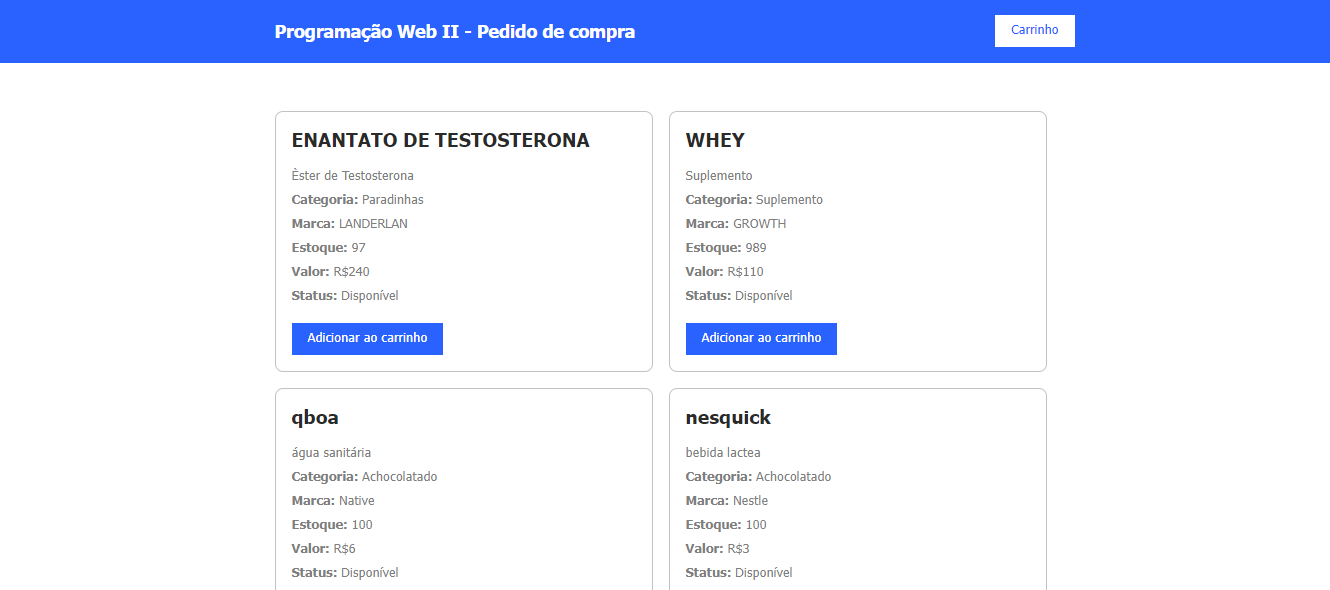 Programação Web II - Pedido de compra
Carrinho
ENANTATO DE TESTOSTERONA
Èster de Testosterona
Categoria: Paradinhas
Marca: LANDERLAN
Estoque: 97
Valor: R$240
Status: Disponível
Adicionar ao carrinho
WHEY
Suplemento
Categoria: Suplemento
Marca: GROWTH
Estoque: 989
Valor: R$110
Status: Disponível
Adicionar ao carrinho
qboa
água sanitária
Categoria: Achocolatado
Marca: Native
Estoque: 100
Valor: R$6
Status: Disponível
nesquick
bebida lactea
Categoria: Achocolatado
Marca: Nestle
Estoque: 100
Valor: R$3
Status: Disponível